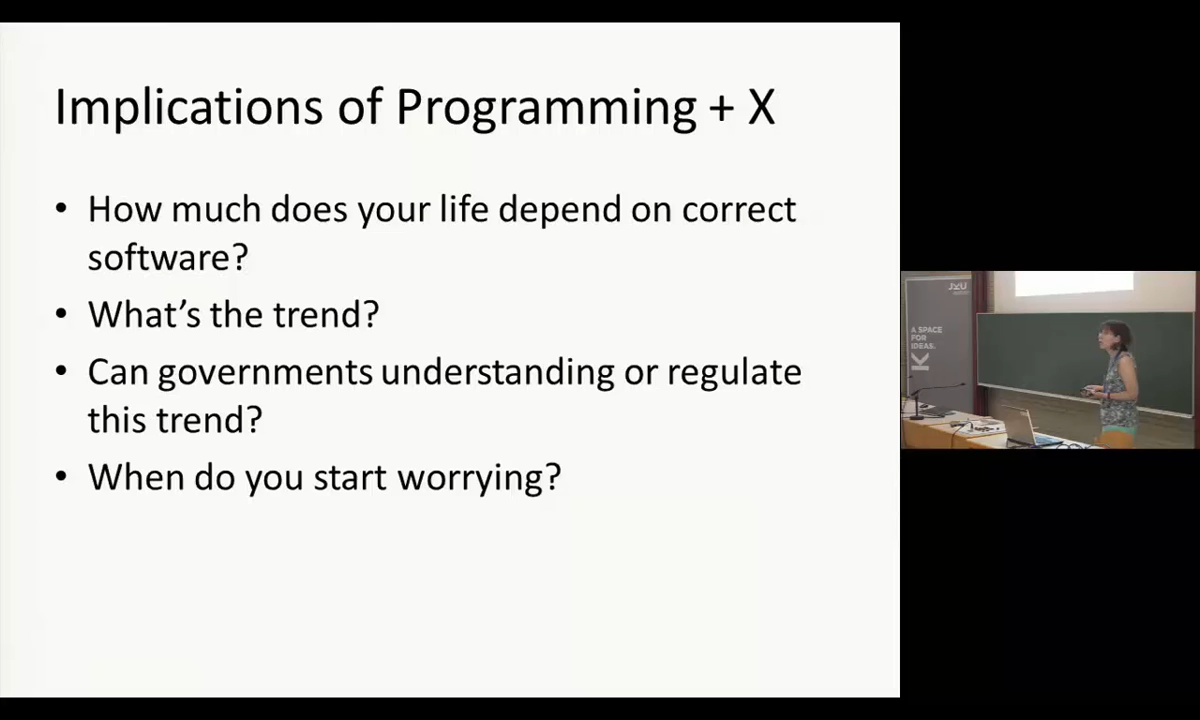 Implications of Programming + X
• How much does your life depend on correct
software?
• What's the trend?
• Can governments understanding or regulate
this trend?
• When do you start worrying?
JKU
A SPACE
FOR
IDEAS.